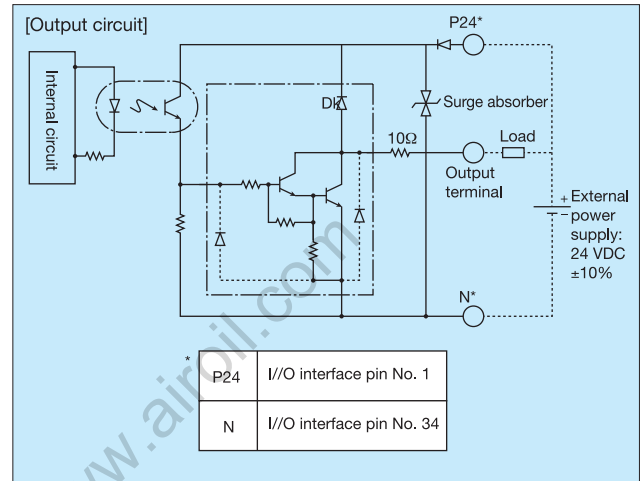 [Output circuit]
P24*
Internal circuit
Dk
Surge absorber
10Ω
Load
Output
terminal
+
−
External
power
supply:
24 VDC
±10%
N*
*
P24 I//O interface pin No. 1
N I//O interface pin No. 34
www.airoil.com